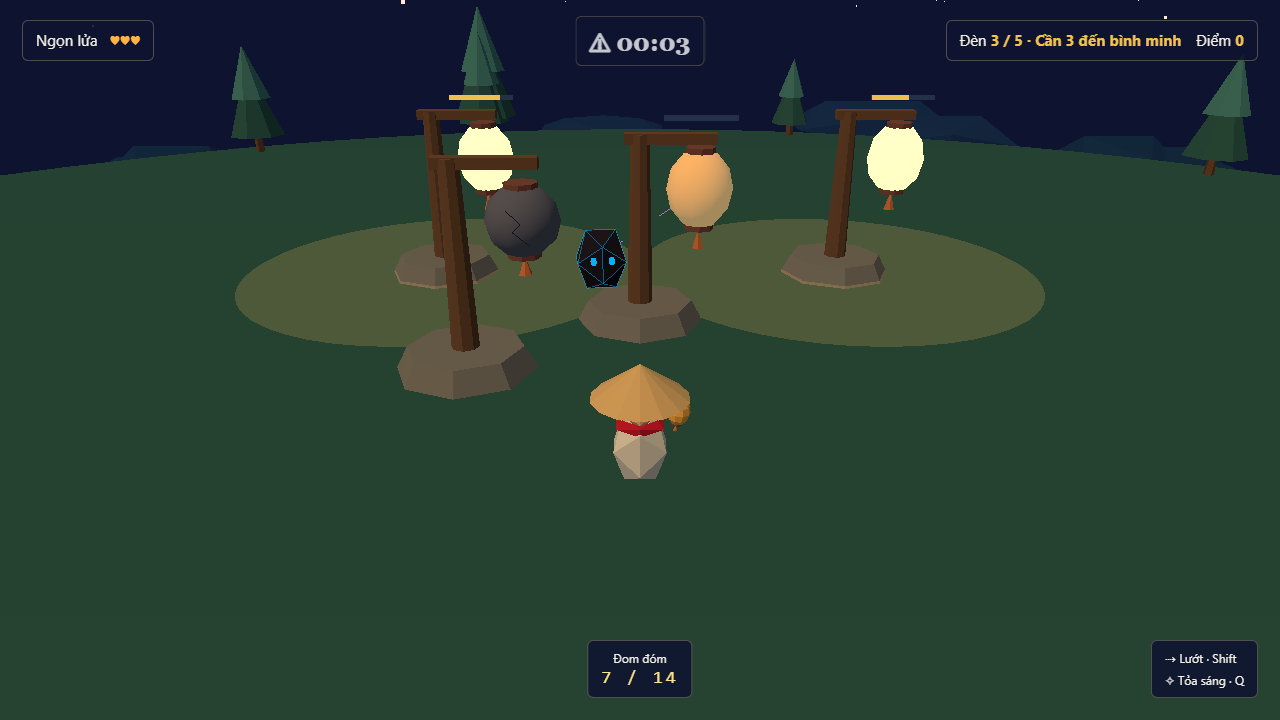 Ngọn lửa ♥♥♥
⚠ 00:03
Đèn 3 / 5 · Cần 3 đến bình minh Điểm 0
Đom đóm
7 / 14
⇢ Lướt · Shift
✧ Tỏa sáng · Q